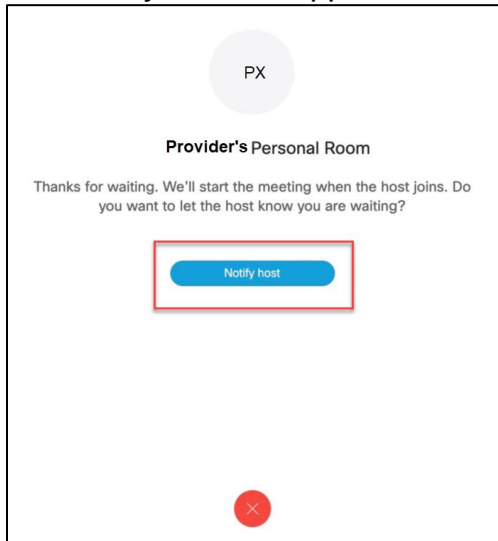 PX
Provider's Personal Room
Thanks for waiting. We'll start the meeting when the host joins. Do
you want to let the host know you are waiting?
Notify host